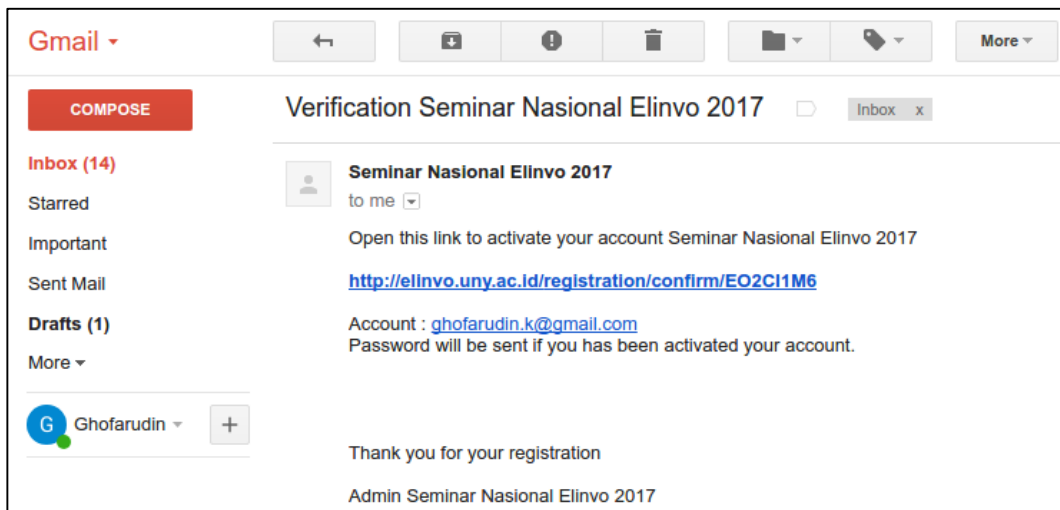 Gmail
More
COMPOSE
Verification Seminar Nasional Elinvo 2017
Inbox x
Inbox (14)
Starred
Important
Sent Mail
Drafts (1)
More
G Ghofarudin +
Seminar Nasional Elinvo 2017
to me
Open this link to activate your account Seminar Nasional Elinvo 2017
http://elinvo.uny.ac.id/registration/confirm/EO2CI1M6
Account : ghofarudin.k@gmail.com
Password will be sent if you has been activated your account.
Thank you for your registration
Admin Seminar Nasional Elinvo 2017